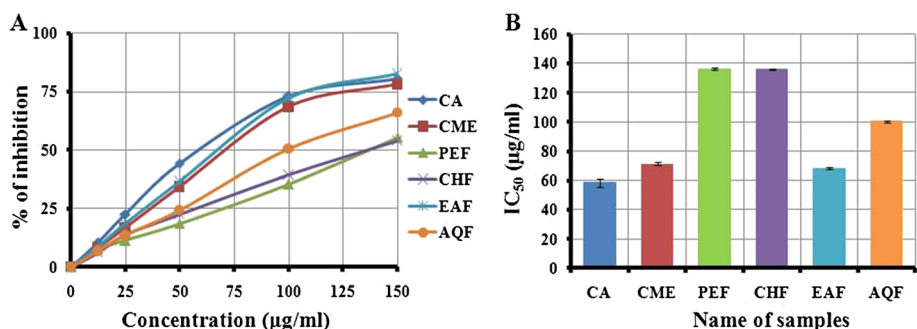 A
% of inhibition
100
75
50
25
0
0 25 50 75 100 125 150
Concentration (µg/ml)
CA
CME
PEF
CHF
EAF
AQF
B
IC50 (µg/ml)
160
140
120
100
80
60
40
20
0
CA CME PEF CHF EAF AQF
Name of samples